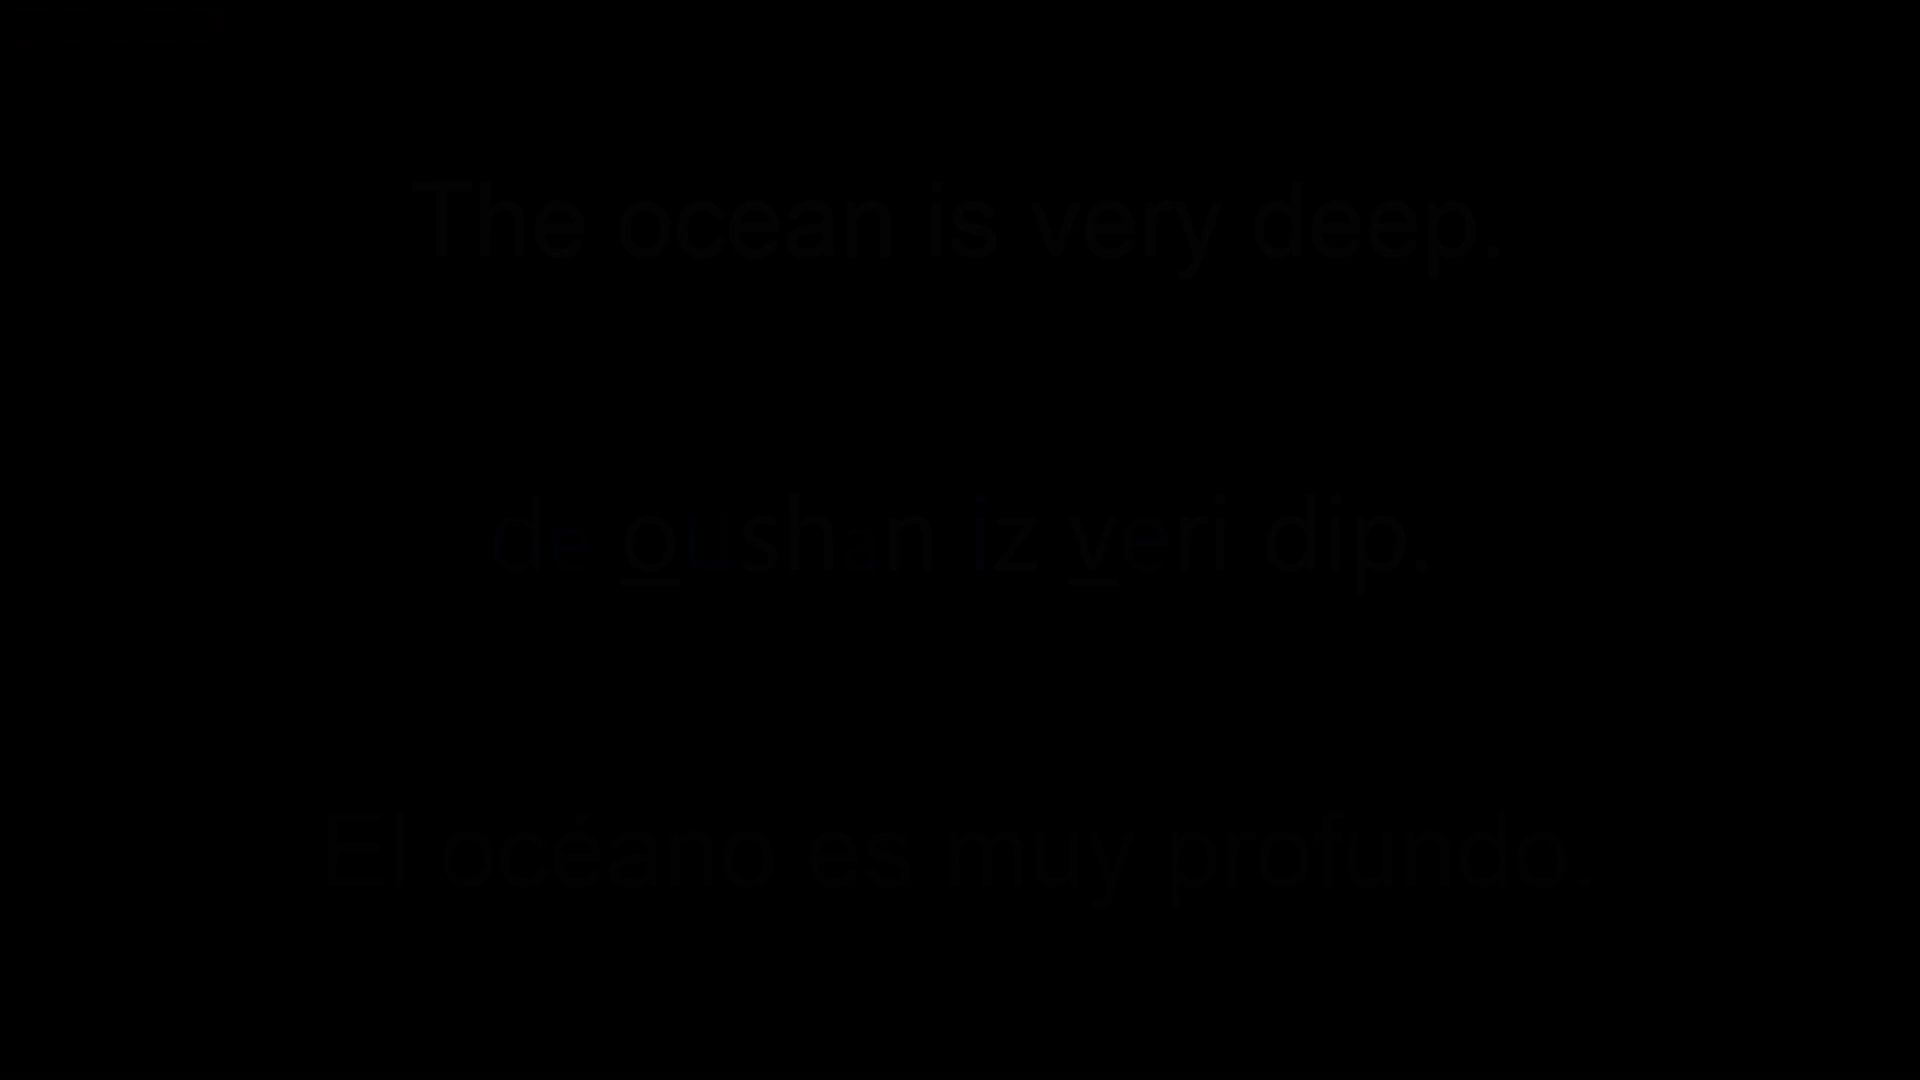 The ocean is very deep.
de oushan iz veri dip.
El océano es muy profundo.